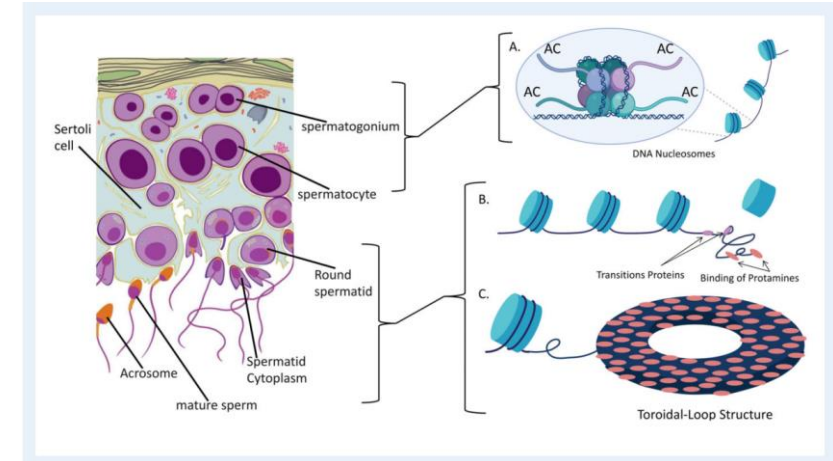 Sertoli
cell
spermatogonium
spermatocyte
Round
spermatid
Spermatid
Cytoplasm
Acrosome
mature sperm
A.
AC
AC
AC
AC
DNA Nucleosomes
B.
Transitions Proteins
Binding of Protamines
C.
Toroidal-Loop Structure